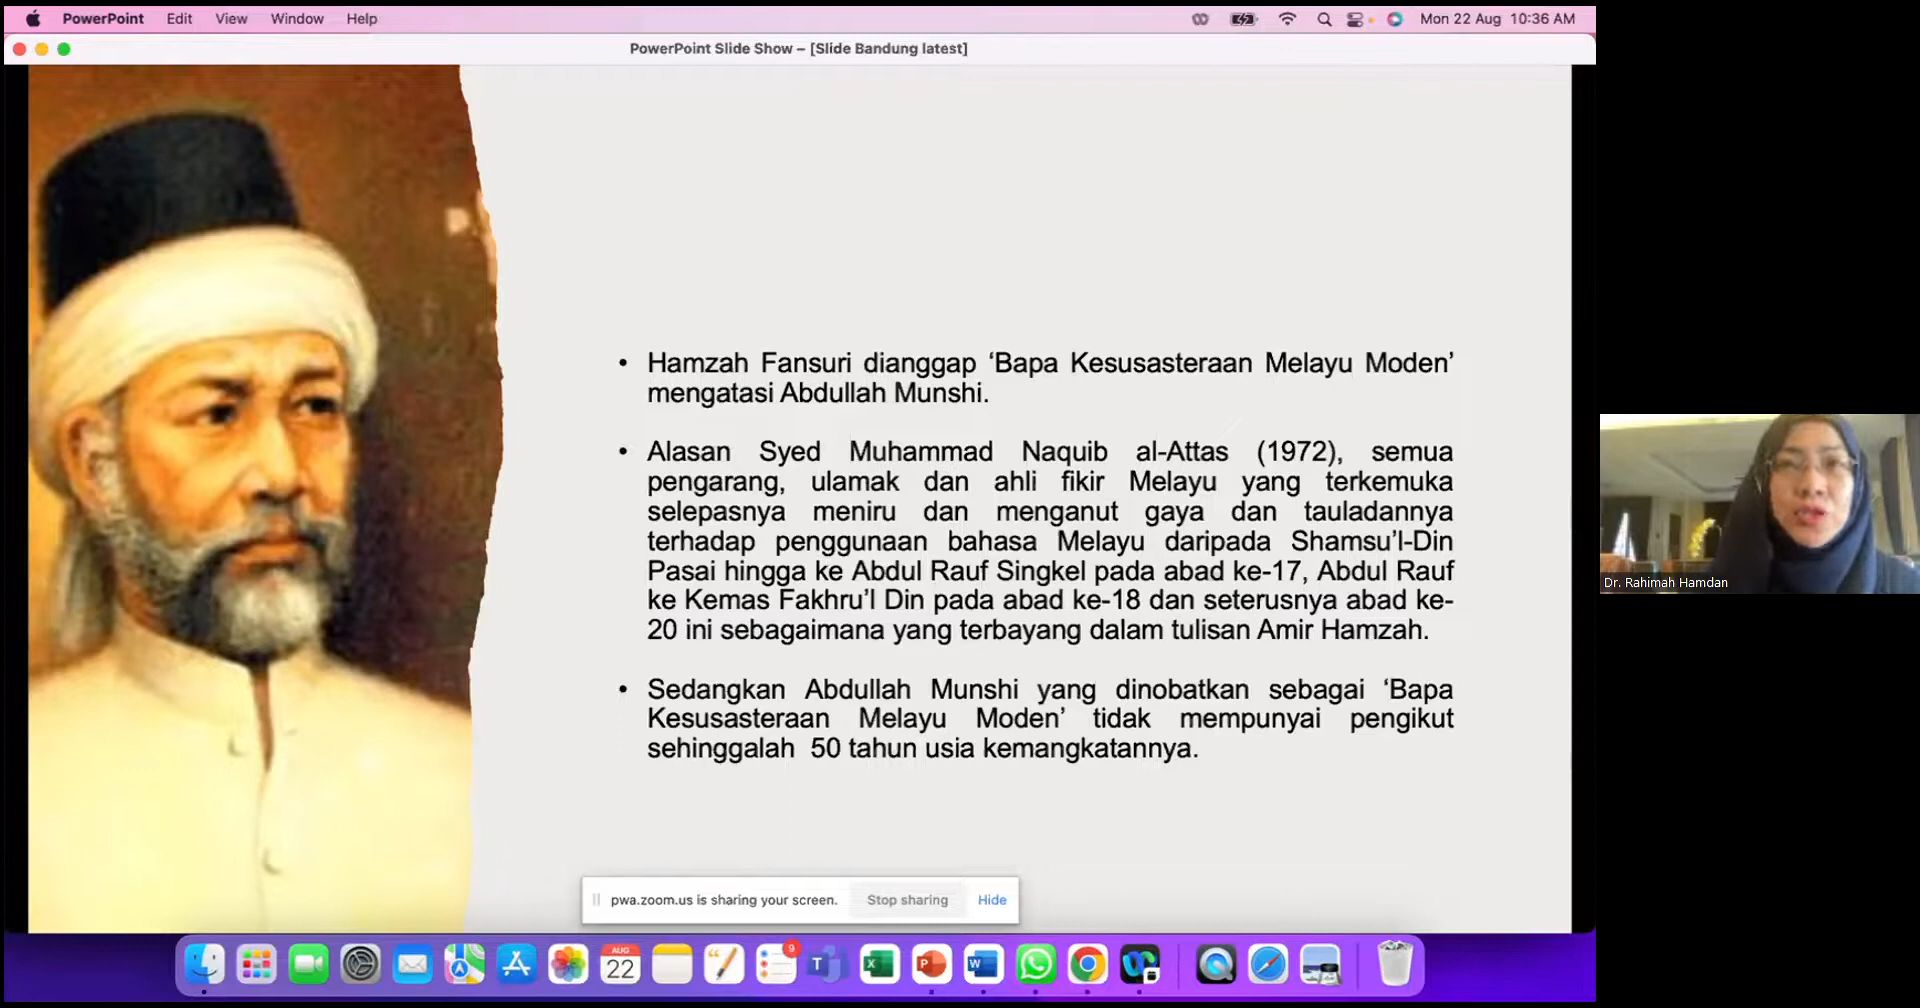 PowerPoint Edit View Window Help Mon 22 Aug 10:36 AM
PowerPoint Slide Show – [Slide Bandung latest]
• Hamzah Fansuri dianggap ‘Bapa Kesusasteraan Melayu Moden’
mengatasi Abdullah Munshi.
• Alasan Syed Muhammad Naquib al-Attas (1972), semua
pengarang, ulamak dan ahli fikir Melayu yang terkemuka
selepasnya meniru dan menganut gaya dan tauladannya
terhadap penggunaan bahasa Melayu daripada Shamsu’l-Din
Pasai hingga ke Abdul Rauf Singkel pada abad ke-17, Abdul Rauf
ke Kemas Fakhru’l Din pada abad ke-18 dan seterusnya abad ke-
20 ini sebagaimana yang terbayang dalam tulisan Amir Hamzah.
• Sedangkan Abdullah Munshi yang dinobatkan sebagai ‘Bapa
Kesusasteraan Melayu Moden’ tidak mempunyai pengikut
sehinggalah 50 tahun usia kemangkatannya.
Dr. Rahimah Hamdan
pwa.zoom.us is sharing your screen. Stop sharing Hide
AUG
22
9
T
X
P
W